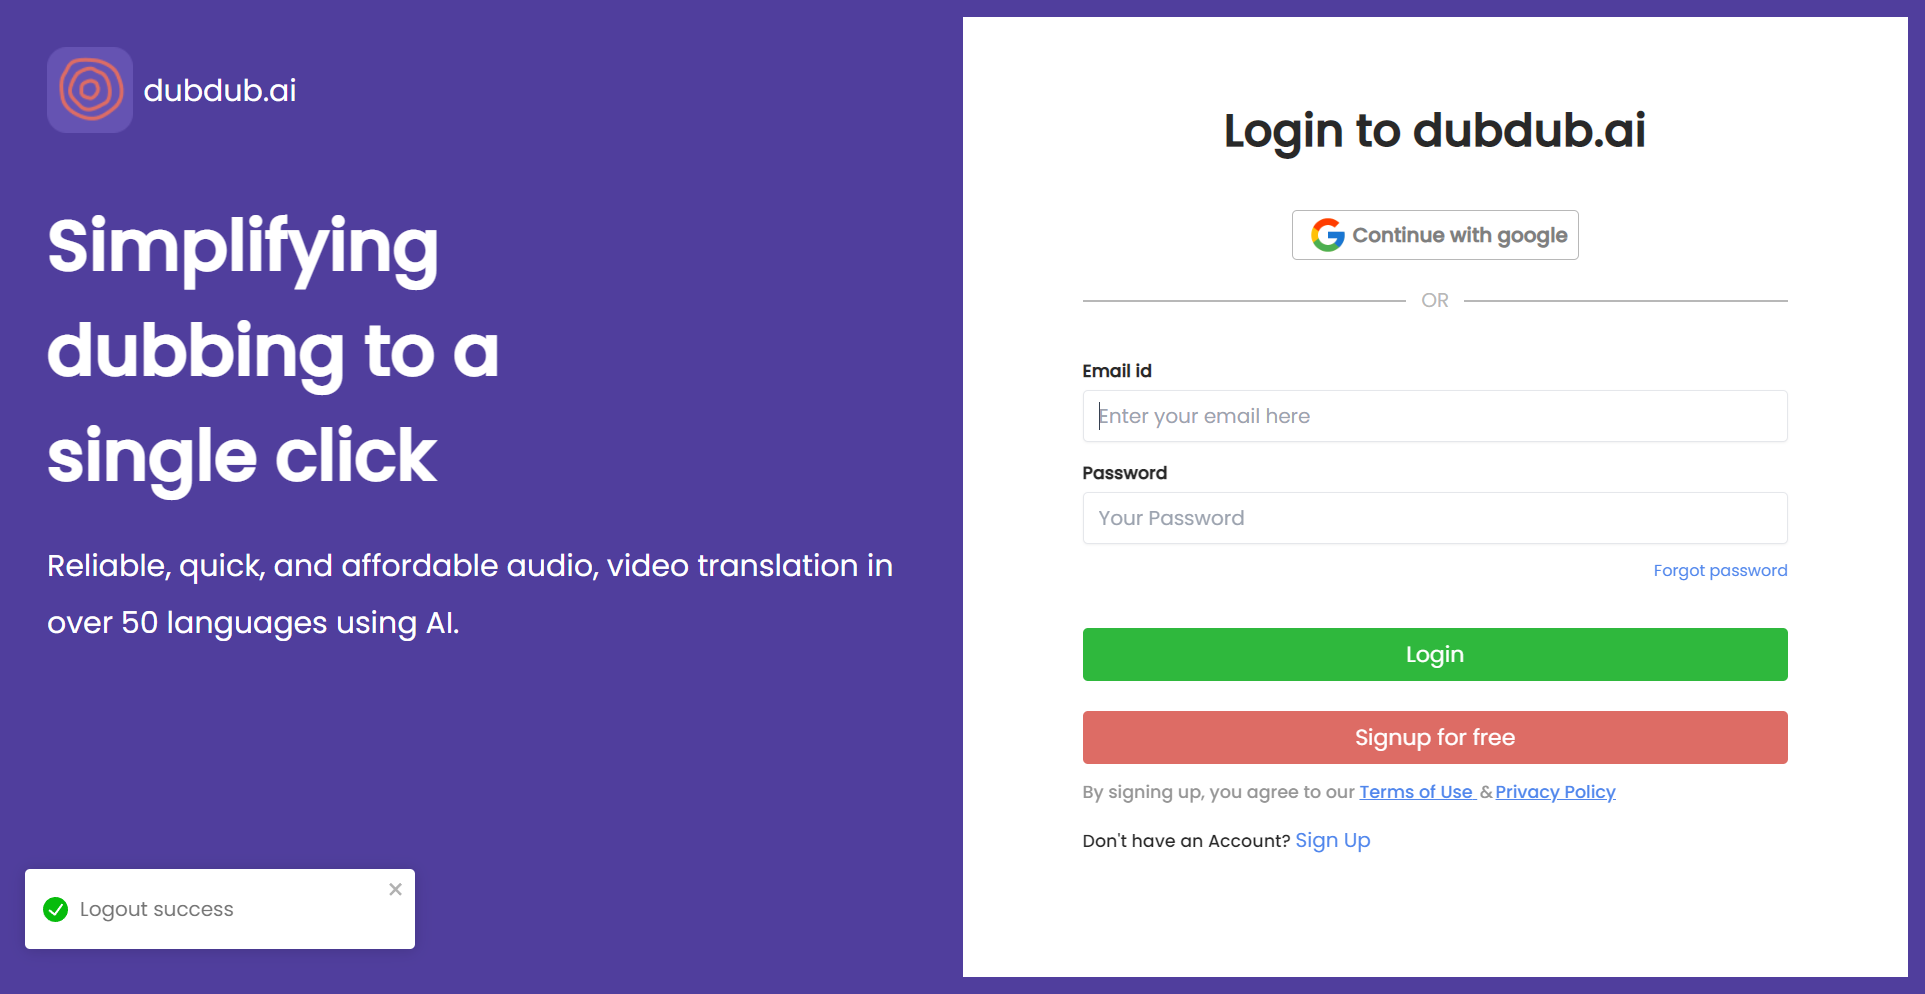 dubdub.ai
Simplifying
dubbing to a
single click
Reliable, quick, and affordable audio, video translation in
over 50 languages using AI.
Logout success
Login to dubdub.ai
Continue with google
OR
Email id
Enter your email here
Password
Your Password
Forgot password
Login
Signup for free
By signing up, you agree to our Terms of Use & Privacy Policy
Don't have an Account? Sign Up